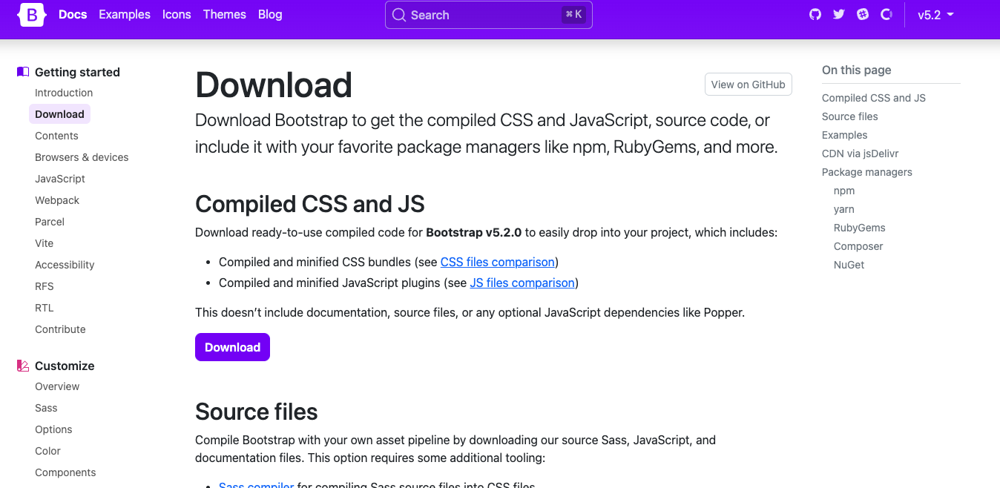 B Docs Examples Icons Themes Blog Search ⌘ K v5.2
Getting started
Introduction
Download
Contents
Browsers & devices
JavaScript
Webpack
Parcel
Vite
Accessibility
RFS
RTL
Contribute
Customize
Overview
Sass
Options
Color
Components
Download
View on GitHub
Download Bootstrap to get the compiled CSS and JavaScript, source code, or
include it with your favorite package managers like npm, RubyGems, and more.
Compiled CSS and JS
Download ready-to-use compiled code for Bootstrap v5.2.0 to easily drop into your project, which includes:
• Compiled and minified CSS bundles (see CSS files comparison)
• Compiled and minified JavaScript plugins (see JS files comparison)
This doesn’t include documentation, source files, or any optional JavaScript dependencies like Popper.
Download
Source files
Compile Bootstrap with your own asset pipeline by downloading our source Sass, JavaScript, and
documentation files. This option requires some additional tooling:
• Sass compiler for compiling Sass source files into CSS files
On this page
Compiled CSS and JS
Source files
Examples
CDN via jsDelivr
Package managers
npm
yarn
RubyGems
Composer
NuGet